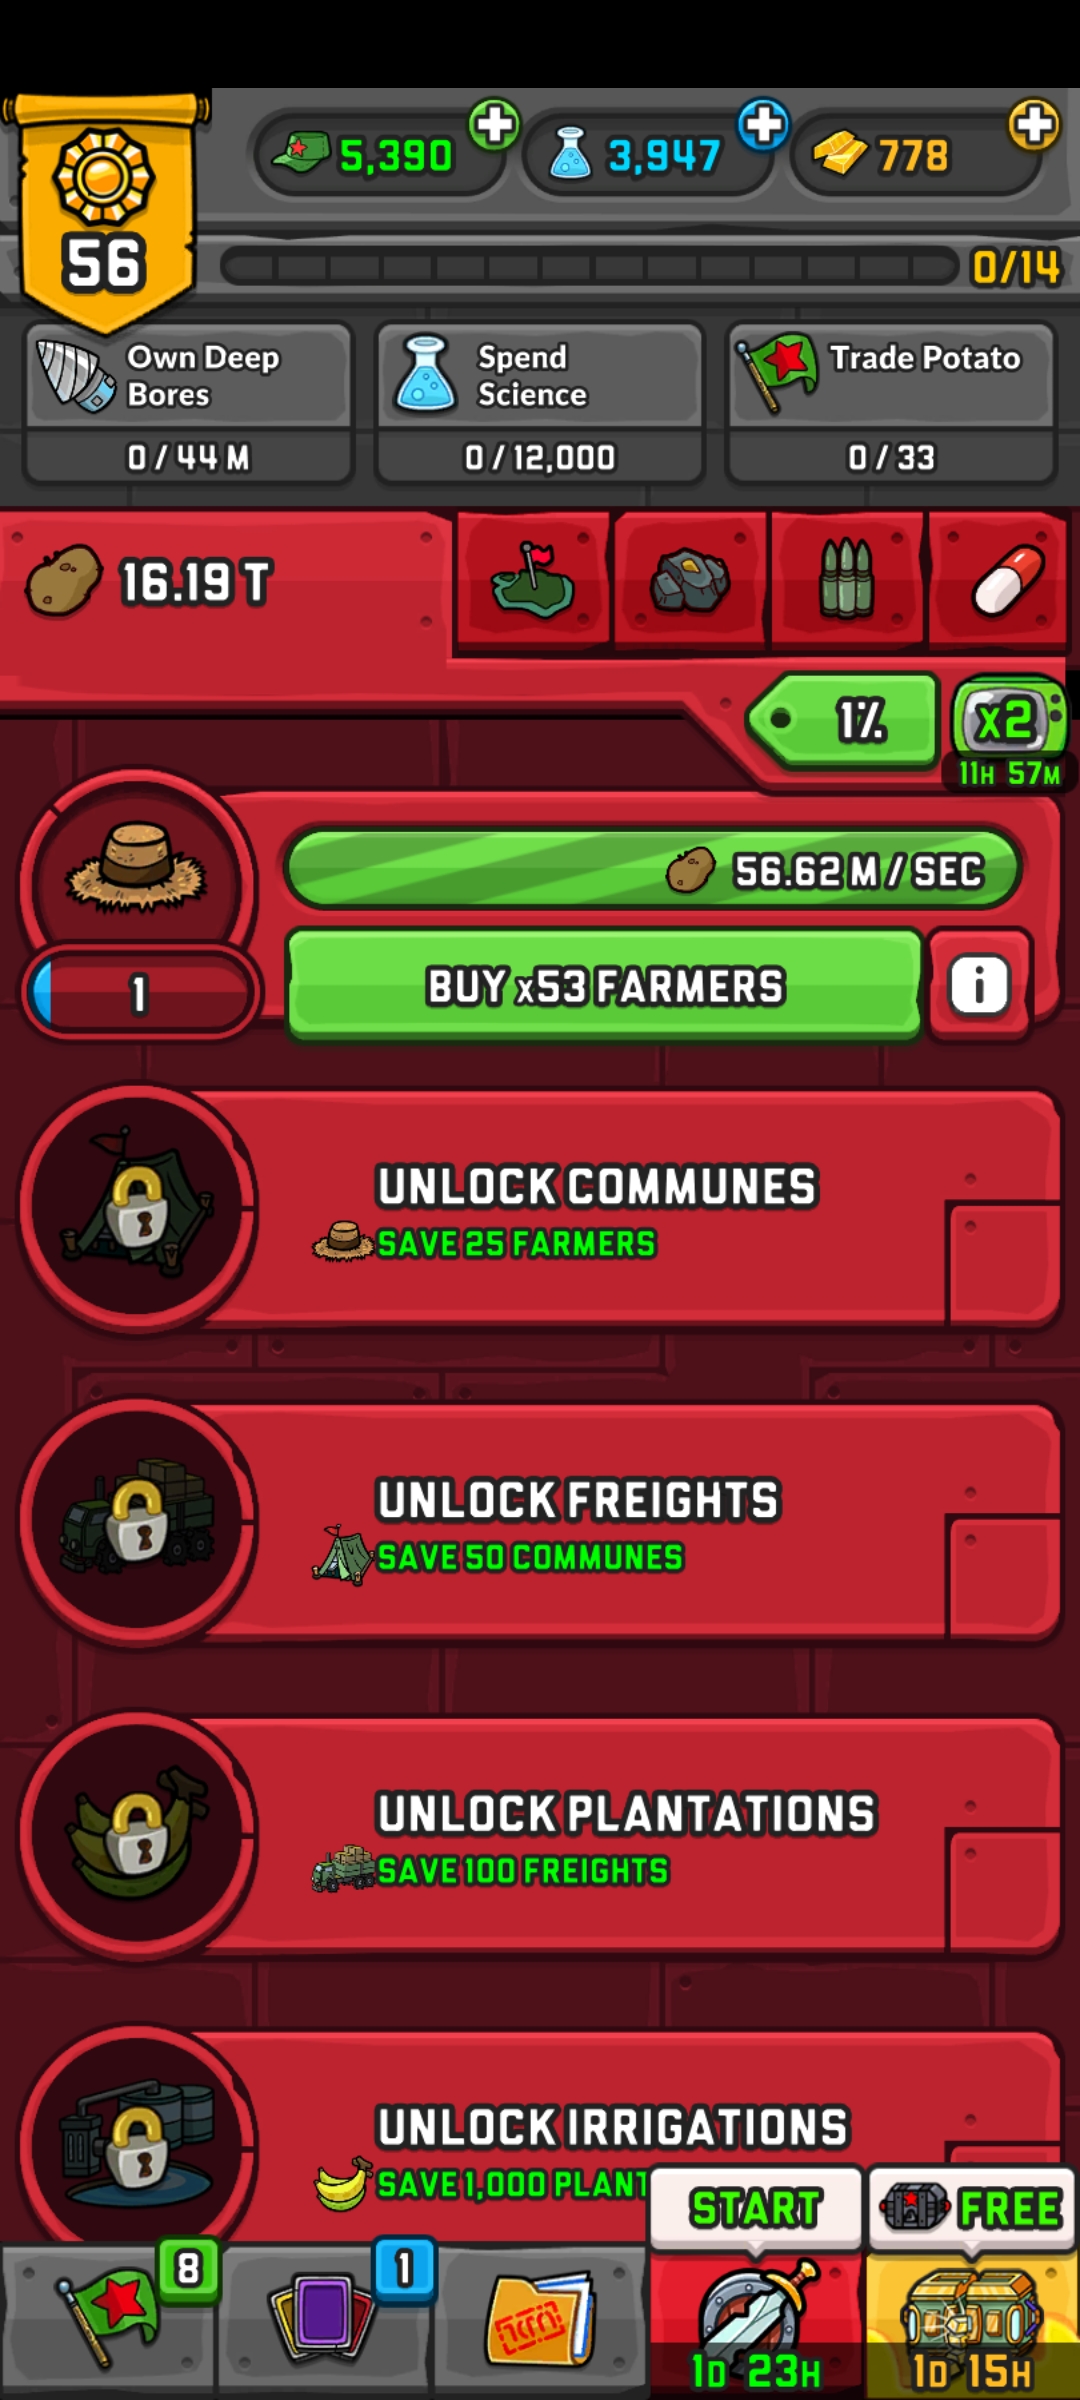 5,390
3,947
778
56
0/14
Own Deep
Bores
0 / 44 M
Spend
Science
0 / 12,000
Trade Potato
0 / 33
16.19 T
1%
x2
11H 57M
56.62 M / SEC
1
BUY x53 FARMERS
i
UNLOCK COMMUNES
SAVE 25 FARMERS
UNLOCK FREIGHTS
SAVE 50 COMMUNES
UNLOCK PLANTATIONS
SAVE 100 FREIGHTS
UNLOCK IRRIGATIONS
SAVE 1,000 PLANT
START
FREE
8
1
1D 23H
1D 15H